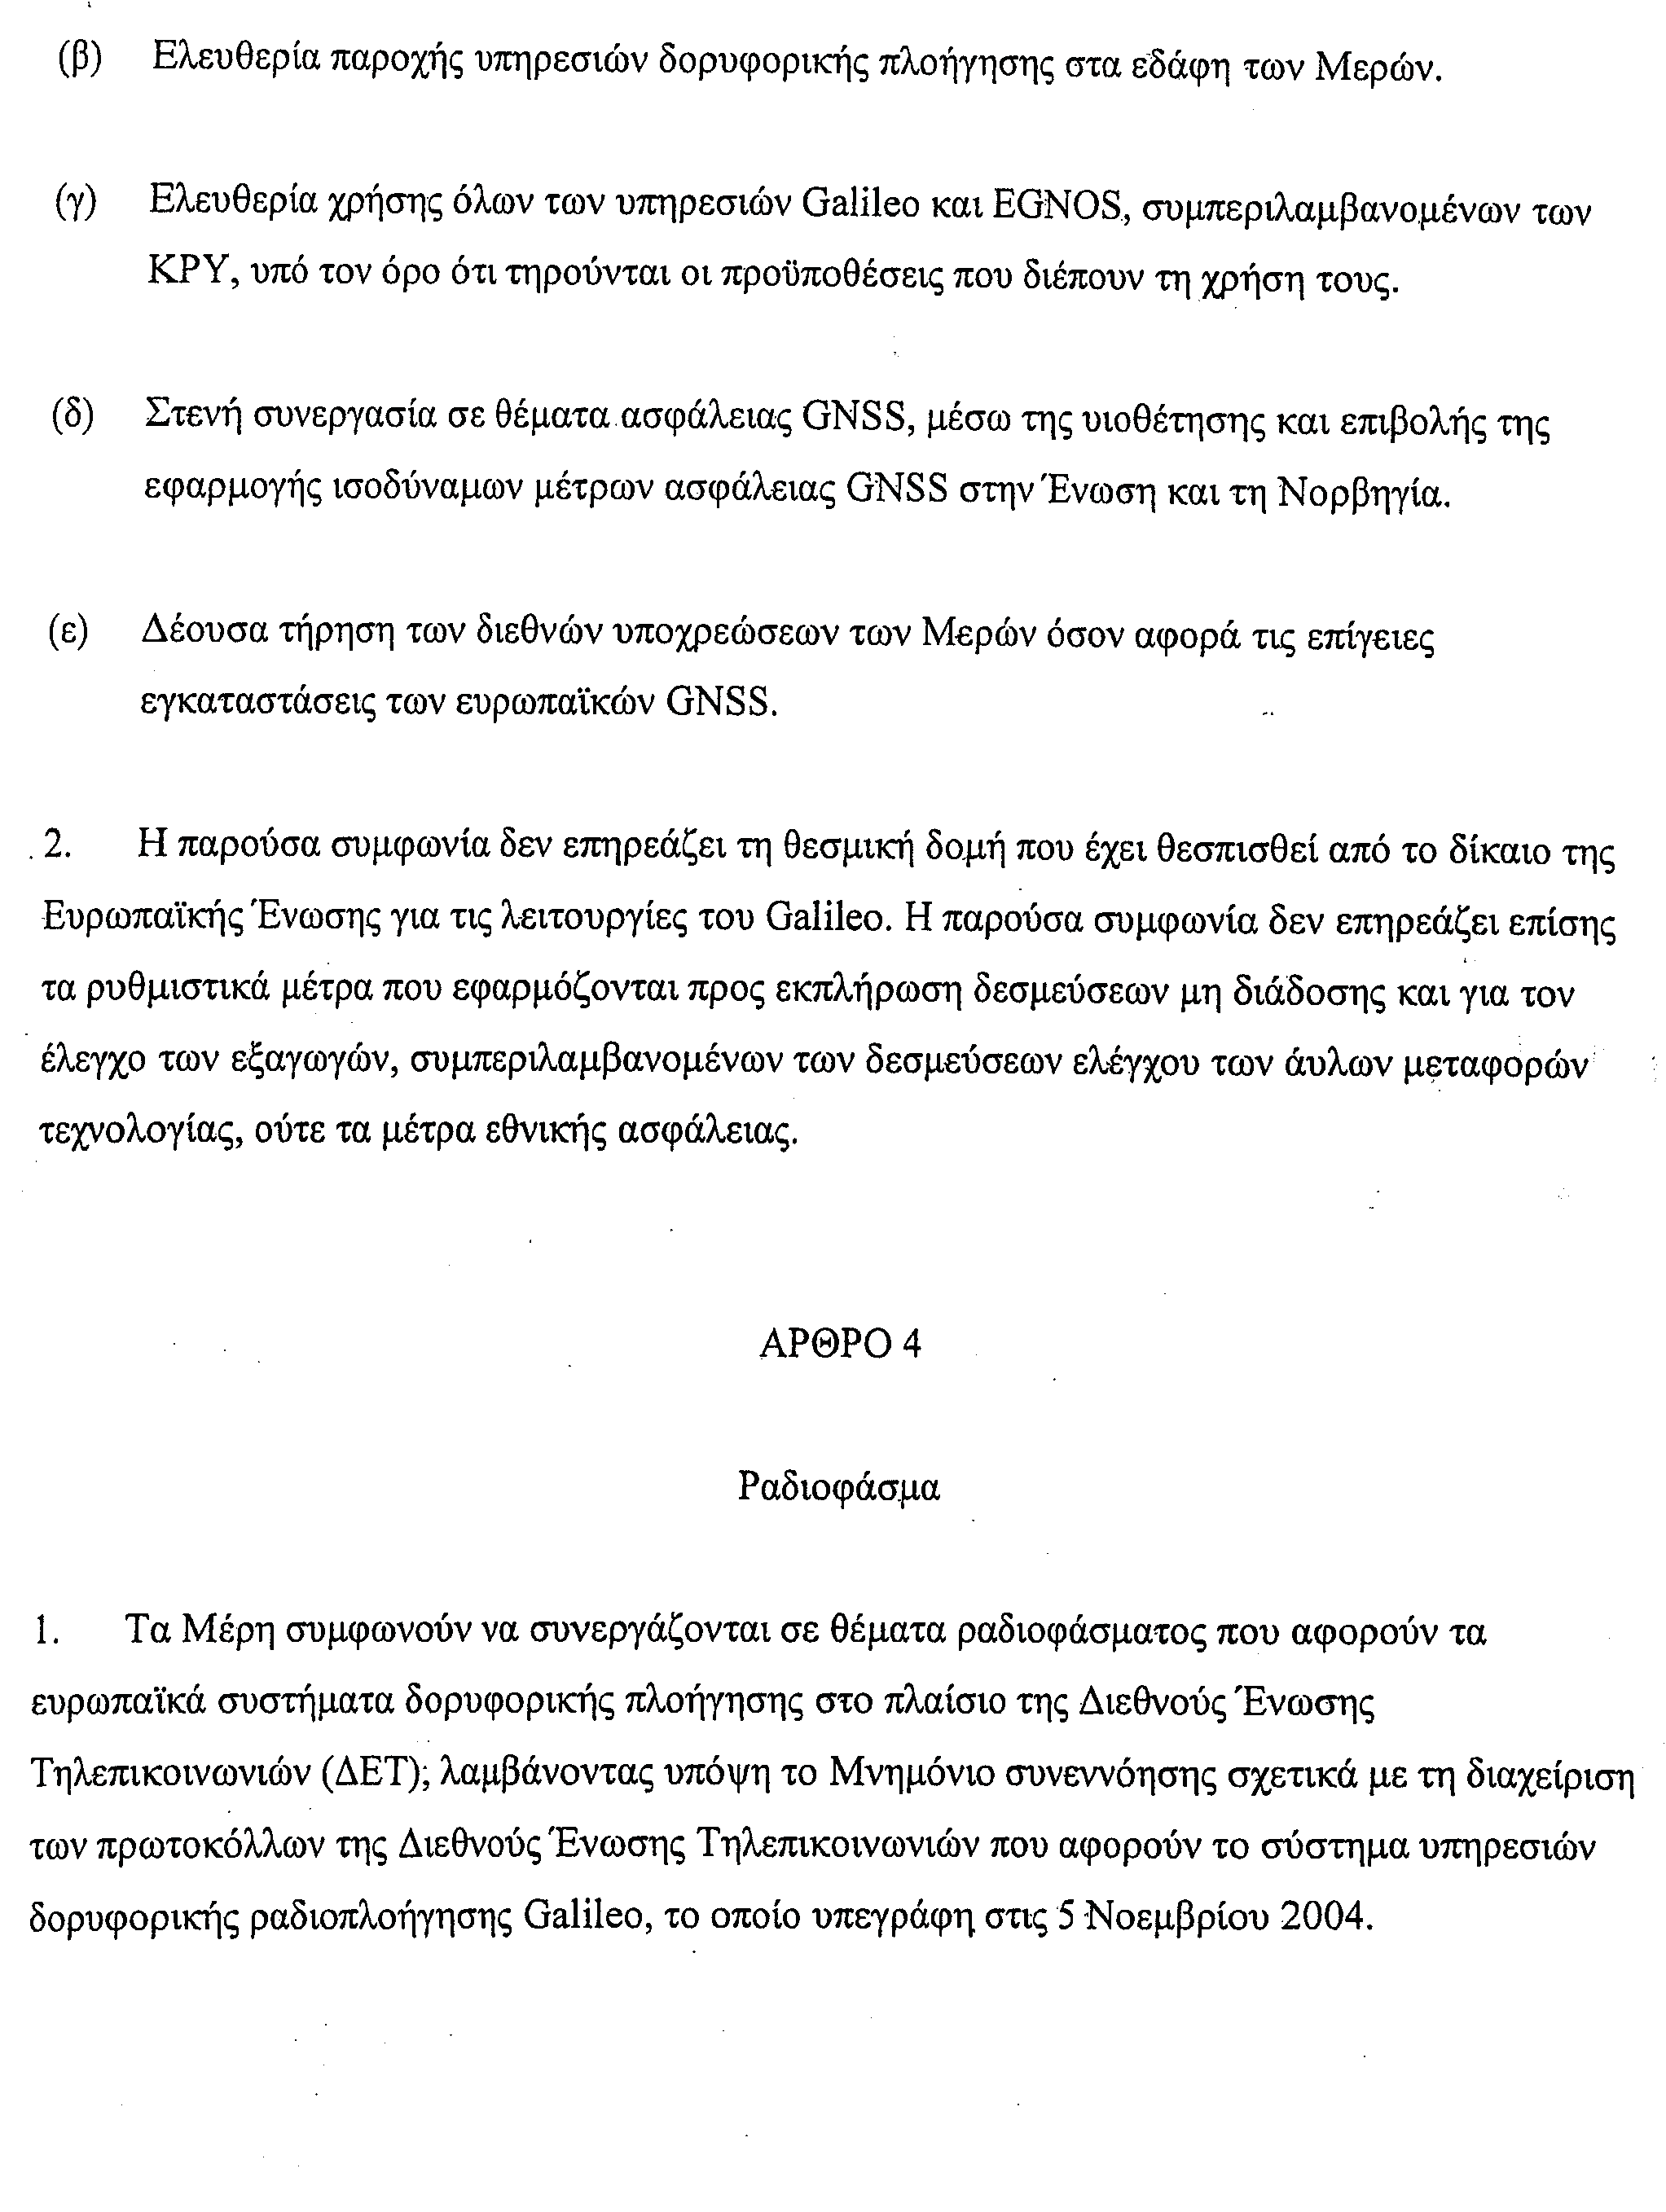 (β) Ελευθερία παροχής υπηρεσιών δορυφορικής πλοήγησης στα εδάφη των Μερών.
(γ) Ελευθερία χρήσης όλων των υπηρεσιών Galileo και EGNOS, συμπεριλαμβανομένων των
ΚΡΥ, υπό τον όρο ότι τηρούνται οι προϋποθέσεις που διέπουν τη χρήση τους.
(δ) Στενή συνεργασία σε θέματα ασφάλειας GNSS, μέσω της υιοθέτησης και επιβολής της
εφαρμογής ισοδύναμων μέτρων ασφάλειας GNSS στην Ένωση και τη Νορβηγία.
(ε) Δέουσα τήρηση των διεθνών υποχρεώσεων των Μερών όσον αφορά τις επίγειες
εγκαταστάσεις των ευρωπαϊκών GNSS.
2. Η παρούσα συμφωνία δεν επηρεάζει τη θεσμική δομή που έχει θεσπισθεί από το δίκαιο της
Ευρωπαϊκής Ένωσης για τις λειτουργίες του Galileo. Η παρούσα συμφωνία δεν επηρεάζει επίσης
τα ρυθμιστικά μέτρα που εφαρμόζονται προς εκπλήρωση δεσμεύσεων μη διάδοσης και για τον
έλεγχο των εξαγωγών, συμπεριλαμβανομένων των δεσμεύσεων ελέγχου των άυλων μεταφορών
τεχνολογίας, ούτε τα μέτρα εθνικής ασφάλειας.
ΑΡΘΡΟ 4
Ραδιοφάσμα
1. Τα Μέρη συμφωνούν να συνεργάζονται σε θέματα ραδιοφάσματος που αφορούν τα
ευρωπαϊκά συστήματα δορυφορικής πλοήγησης στο πλαίσιο της Διεθνούς Ένωσης
Τηλεπικοινωνιών (ΔΕΤ); λαμβάνοντας υπόψη το Μνημόνιο συνεννόησης σχετικά με τη διαχείριση
των πρωτοκόλλων της Διεθνούς Ένωσης Τηλεπικοινωνιών που αφορούν το σύστημα υπηρεσιών
δορυφορικής ραδιοπλοήγησης Galileo, το οποίο υπεγράφη στις 5 Νοεμβρίου 2004.